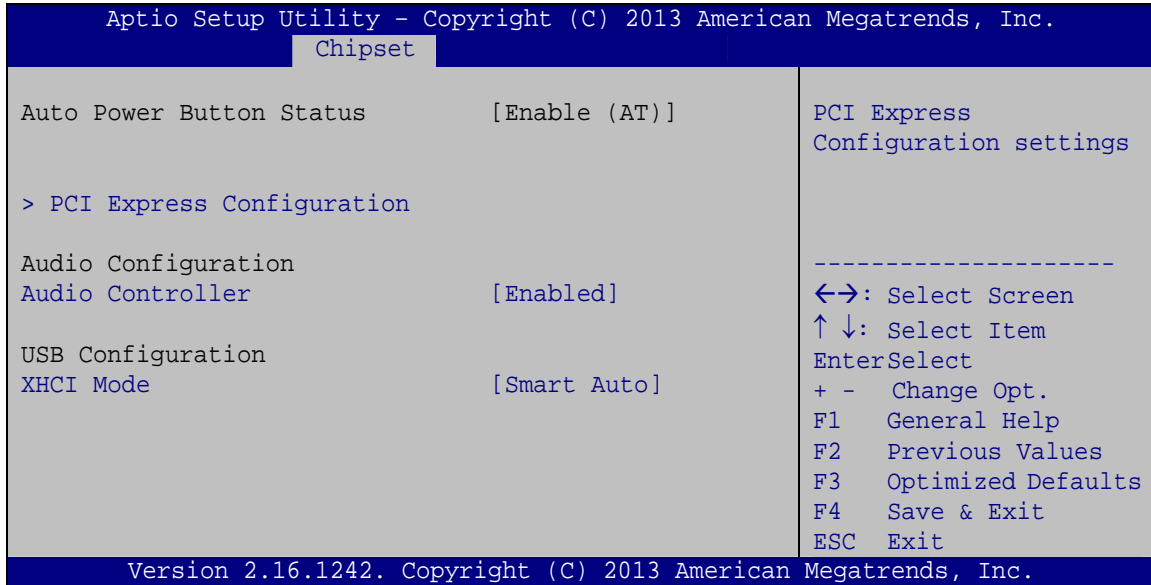 Aptio Setup Utility – Copyright (C) 2013 American Megatrends, Inc.
Chipset
Auto Power Button Status [Enable (AT)]
> PCI Express Configuration
Audio Configuration
Audio Controller [Enabled]
USB Configuration
XHCI Mode [Smart Auto]
PCI Express
Configuration settings
---------------------
←→: Select Screen
↑ ↓: Select Item
EnterSelect
+ - Change Opt.
F1 General Help
F2 Previous Values
F3 Optimized Defaults
F4 Save & Exit
ESC Exit
Version 2.16.1242. Copyright (C) 2013 American Megatrends, Inc.